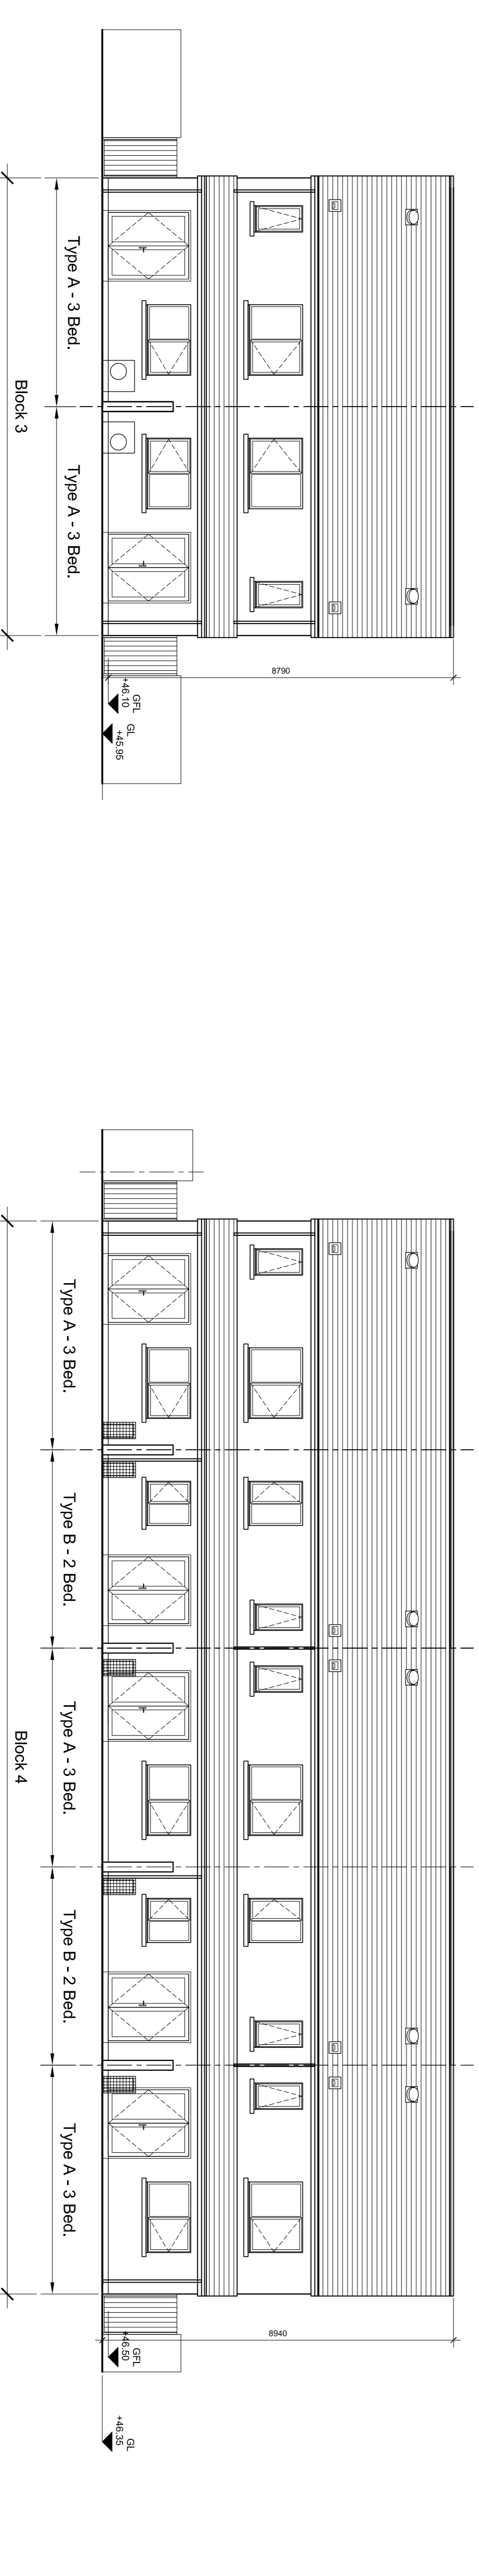 Type A - 3 Bed.
Type A - 3 Bed.
Block 3
8790
GFL
+46.10
GL
+45.95
Type A - 3 Bed.
Type B - 2 Bed.
Type A - 3 Bed.
Type B - 2 Bed.
Type A - 3 Bed.
Block 4
8940
GFL
+46.50
GL
+46.35